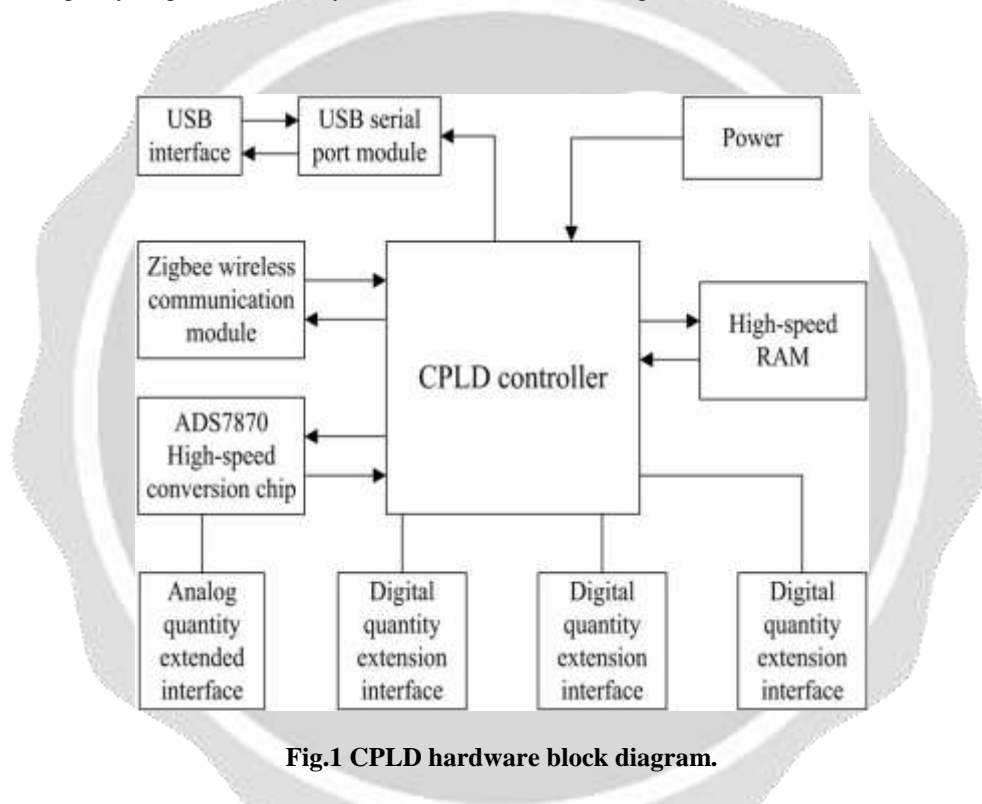 USB
interface
USB serial
port module
Power
Zigbee wireless
communication
module
High-speed
RAM
CPLD controller
ADS7870
High-speed
conversion chip
Analog
quantity
extended
interface
Digital
quantity
extension
interface
Digital
quantity
extension
interface
Digital
quantity
extension
interface
Fig.1 CPLD hardware block diagram.